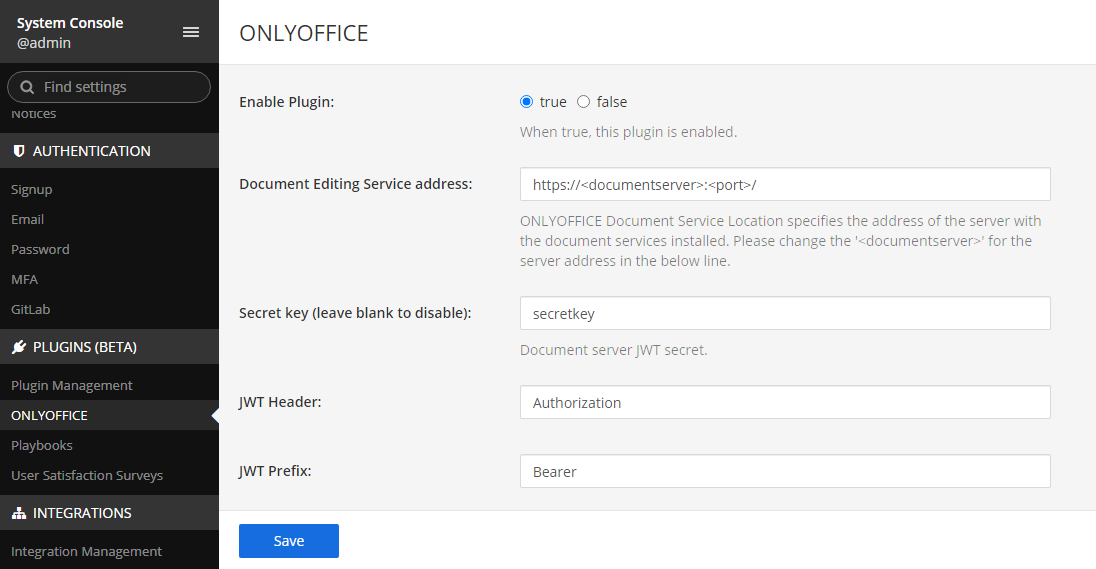 System Console
@admin
Find settings
Notices
AUTHENTICATION
Signup
Email
Password
MFA
GitLab
PLUGINS (BETA)
Plugin Management
ONLYOFFICE
Playbooks
User Satisfaction Surveys
INTEGRATIONS
Integration Management
ONLYOFFICE
Enable Plugin:
true false
When true, this plugin is enabled.
Document Editing Service address:
https://<documentserver>:<port>/
ONLYOFFICE Document Service Location specifies the address of the server with
the document services installed. Please change the '<documentserver>' for the
server address in the below line.
Secret key (leave blank to disable):
secretkey
Document server JWT secret.
JWT Header:
Authorization
JWT Prefix:
Bearer
Save